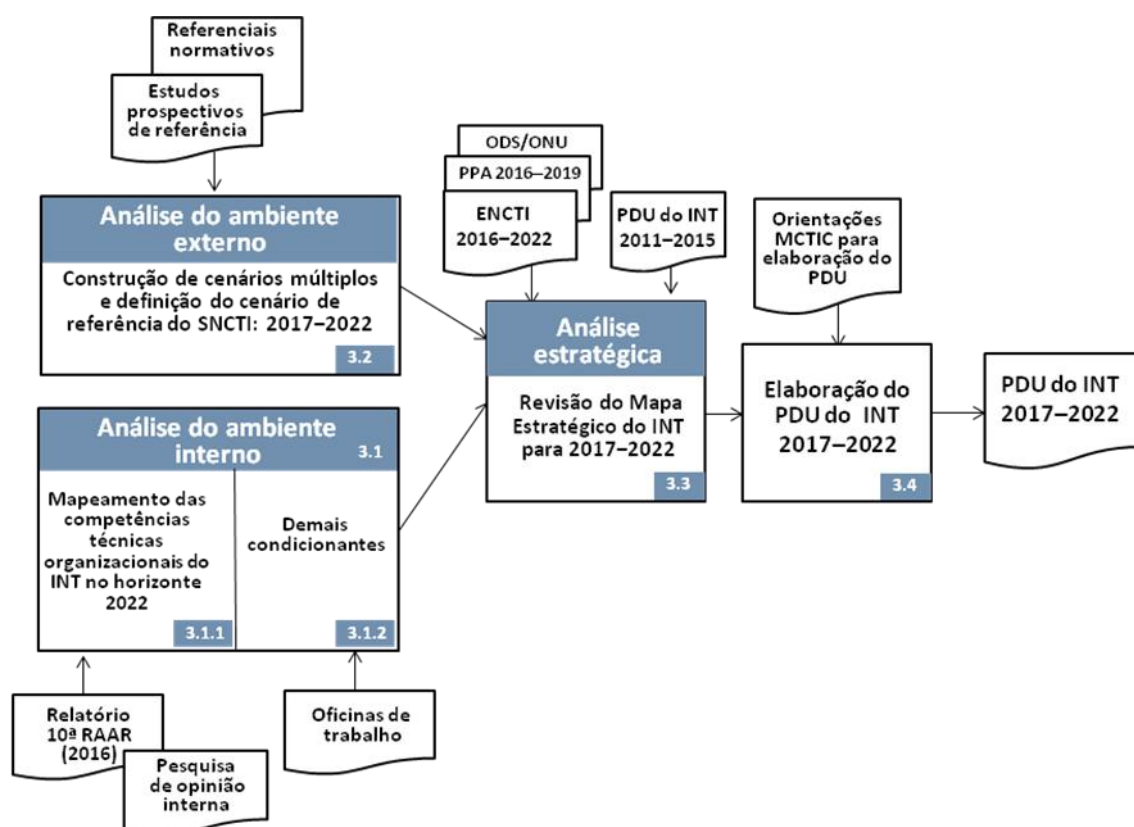 Referenciais
normativos
Estudos
prospectivos
de referência
Análise do ambiente
externo
Construção de cenários múltiplos
e definição do cenário de
referência do SNCTI: 2017–2022
3.2
ODS/ONU
PPA 2016–2019
ENCTI
2016–2022
PDU do INT
2011–2015
Orientações
MCTIC para
elaboração do
PDU
Análise
estratégica
Revisão do Mapa
Estratégico do INT
para 2017–2022
3.3
Elaboração do
PDU do INT
2017–2022
3.4
PDU do INT
2017–2022
Análise do ambiente
interno
3.1
Mapeamento das
competências
técnicas
organizacionais do
INT no horizonte
2022
3.1.1
Demais
condicionantes
3.1.2
Relatório
10ª RAAR
(2016)
Pesquisa
de opinião
interna
Oficinas de
trabalho